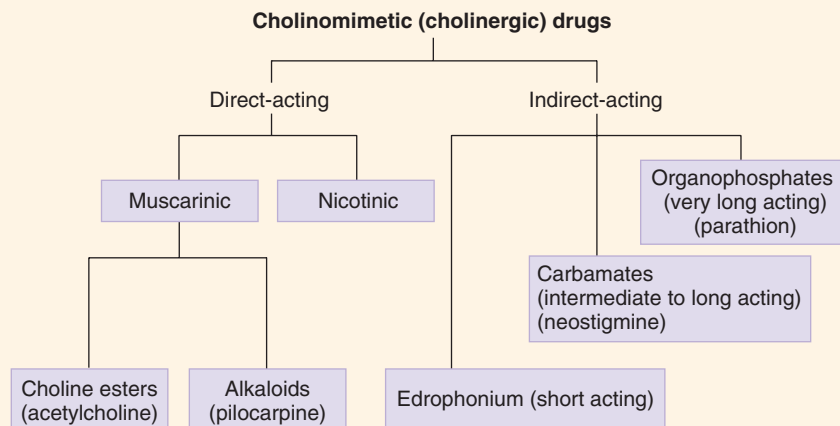 Cholinomimetic (cholinergic) drugs
Direct-acting
Indirect-acting
Muscarinic
Nicotinic
Organophosphates
(very long acting)
(parathion)
Carbamates
(intermediate to long acting)
(neostigmine)
Choline esters
(acetylcholine)
Alkaloids
(pilocarpine)
Edrophonium (short acting)